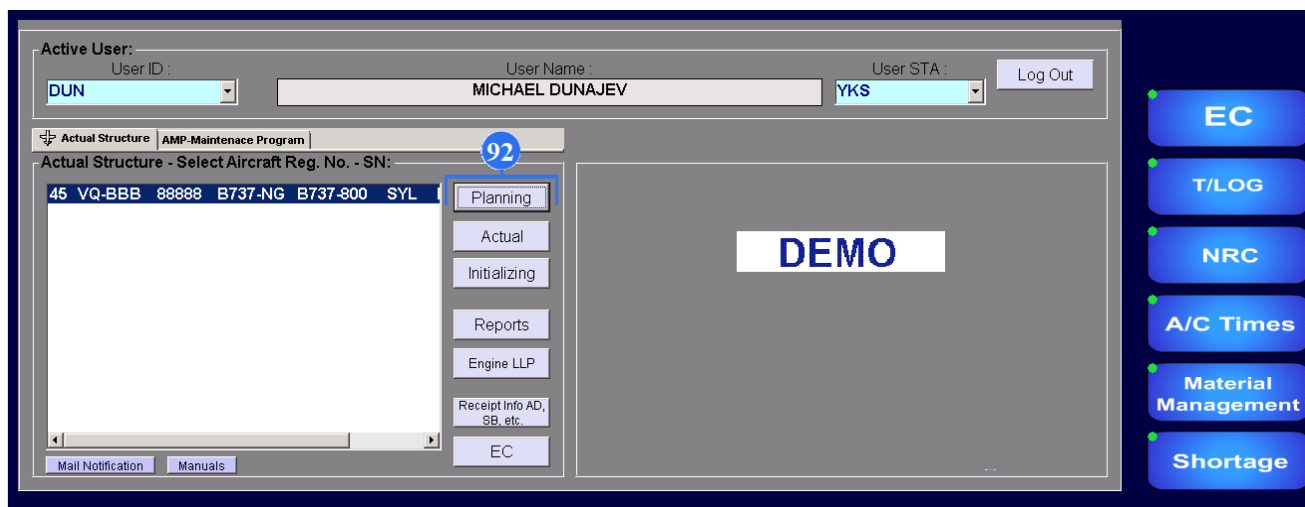 Active User:
User ID :
User Name :
User STA :
DUN
MICHAEL DUNAJEV
YKS
Log Out
Actual Structure
AMP-Maintenace Program
92
Actual Structure - Select Aircraft Reg. No. - SN:
45 VQ-BBB 88888 B737-NG B737-800 SYL
Planning
Actual
Initializing
Reports
Engine LLP
Receipt Info AD,
SB, etc.
EC
Mail Notification
Manuals
DEMO
EC
T/LOG
NRC
A/C Times
Material
Management
Shortage